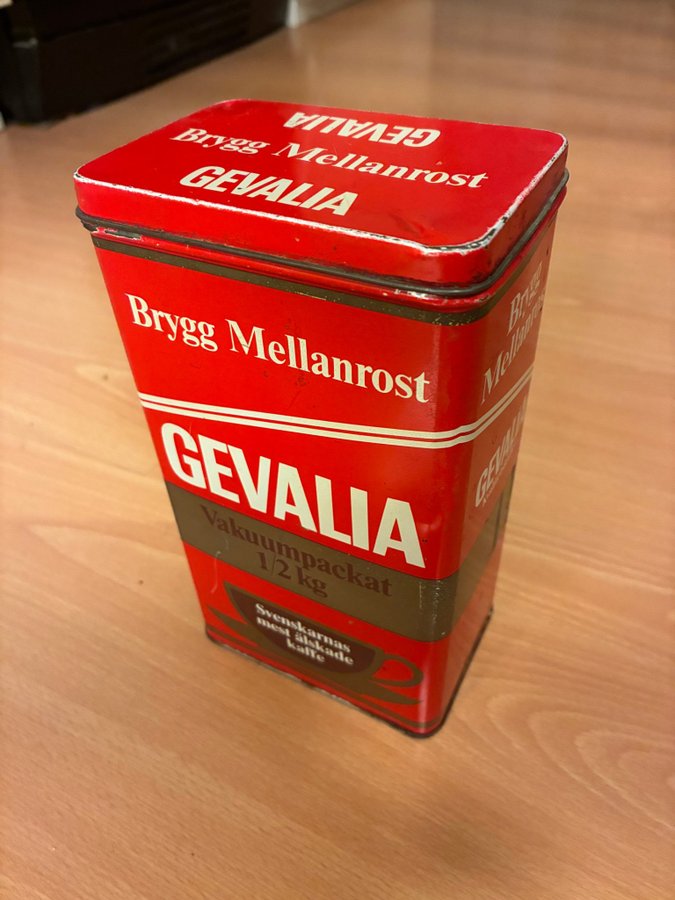 GEVALIA
Brygg Mellanrost
GEVALIA
Brygg Mellanrost
GEVALIA
Vakuumpackat
1/2 kg
Svenskarnas
mest älskade
kaffe
Brygg
Mellanrost
GEVALIA